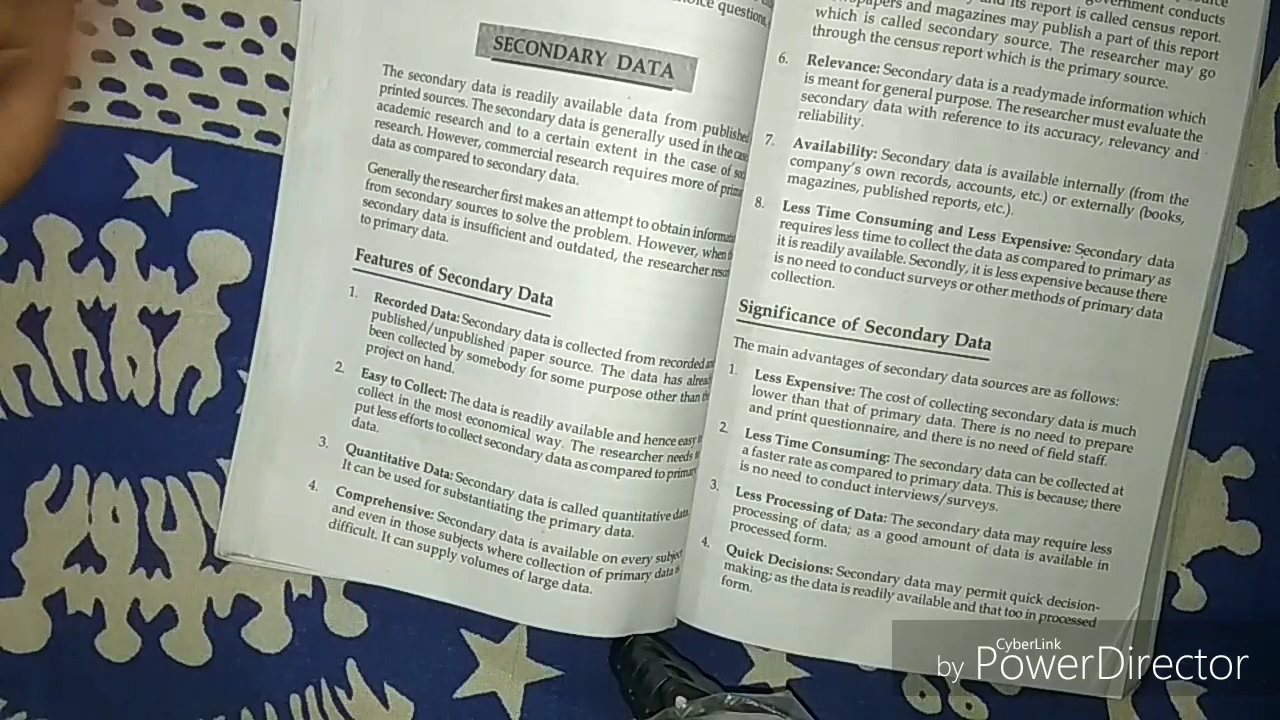 SECONDARY DATA
The secondary data is readily available data from published
printed sources. The secondary data is generally used in the case
academic research and to a certain extent in the case of
research. However, commercial research requires more of
data as compared to secondary data.
Generally the researcher first makes an attempt to obtain
from secondary sources to solve the problem. However, when
secondary data is insufficient and outdated, the researcher
to primary data.
Features of Secondary Data
1. Recorded Data: Secondary data is collected from recorded
published/unpublished paper source. The data has
been collected by somebody for some purpose other than
project on hand.
2. Easy to Collect: The data is readily available and hence easy
collect in the most economical way. The researcher needs
put less efforts to collect secondary data as compared to
data.
3. Quantitative Data: Secondary data is called quantitative data.
It can be used for substantiating the primary data.
4. Comprehensive: Secondary data is available on every subject
and even in those subjects where collection of primary data
difficult. It can supply volumes of large data.
questions,
government conducts
and its report is called census report.
and magazines may publish a part of this report
which is called secondary source. The researcher may go
through the census report which is the primary source.
6. Relevance: Secondary data is a readymade information which
is meant for general purpose. The researcher must evaluate the
secondary data with reference to its accuracy, relevancy and
reliability.
7. Availability: Secondary data is available internally (from the
company's own records, accounts, etc.) or externally (books,
magazines, published reports, etc.).
8. Less Time Consuming and Less Expensive: Secondary data
requires less time to collect the data as compared to primary as
it is readily available. Secondly, it is less expensive because there
is no need to conduct surveys or other methods of primary data
collection.
Significance of Secondary Data
The main advantages of secondary data sources are as follows:
1. Less Expensive: The cost of collecting secondary data is much
lower than that of primary data. There is no need to prepare
and print questionnaire, and there is no need of field staff.
2. Less Time Consuming: The secondary data can be collected at
a faster rate as compared to primary data. This is because; there
is no need to conduct interviews/surveys.
3. Less Processing of Data: The secondary data may require less
processing of data; as a good amount of data is available in
processed form.
4. Quick Decisions: Secondary data may permit quick decision-
making; as the data is readily available and that too in processed
form.
by CyberLink PowerDirector